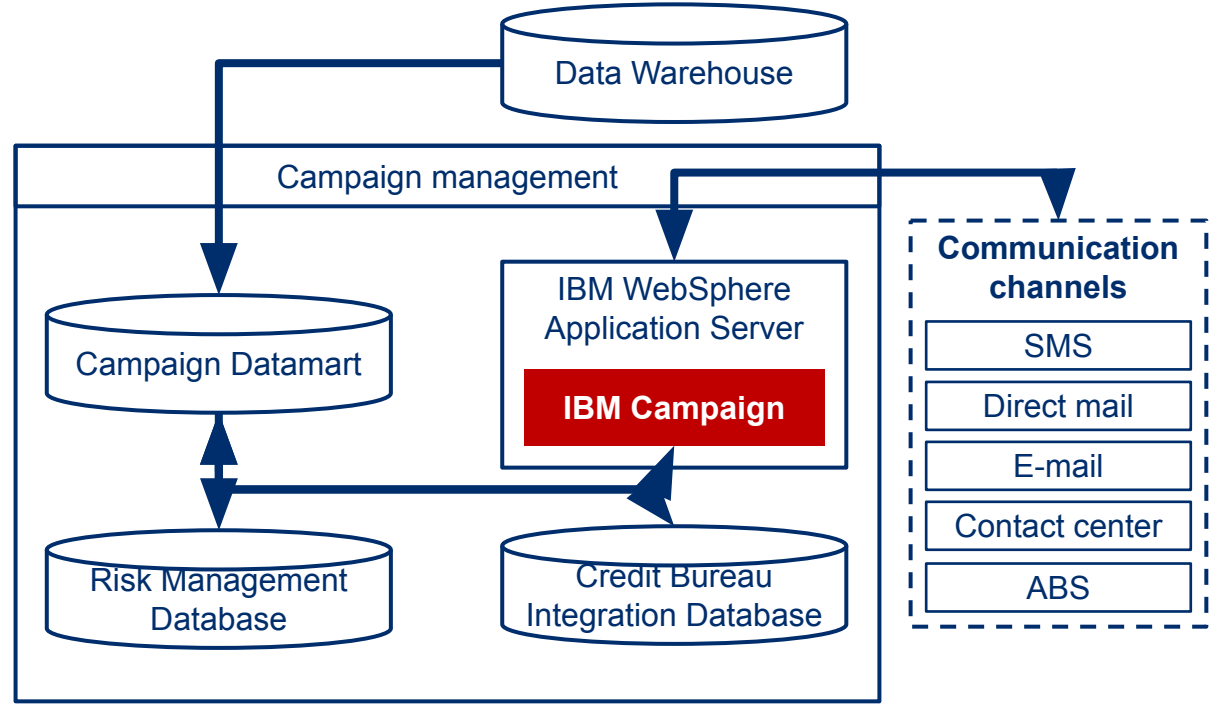 Data Warehouse
Campaign management
Campaign Datamart
IBM WebSphere
Application Server
IBM Campaign
Risk Management
Database
Credit Bureau
Integration Database
Communication
channels
SMS
Direct mail
E-mail
Contact center
ABS